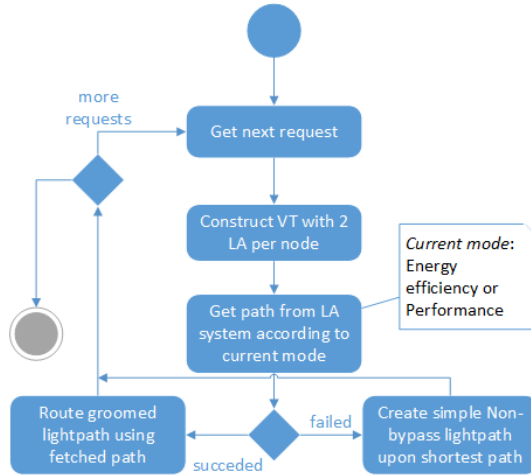 more
requests
Get next request
Construct VT with 2
LA per node
Current mode:
Energy
efficiency or
Performance
Get path from LA
system according to
current mode
Route groomed
lightpath using
fetched path
succeded
failed
Create simple Non-
bypass lightpath
upon shortest path